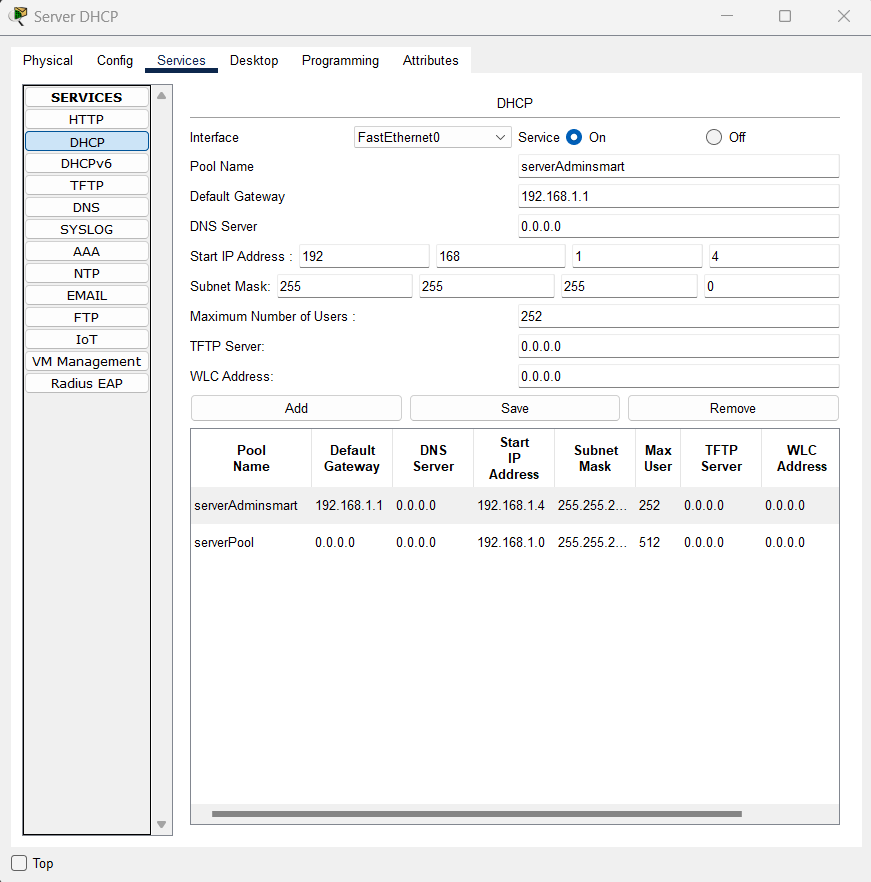 Server DHCP
Physical Config Services Desktop Programming Attributes
SERVICES
HTTP
DHCP
DHCPv6
TFTP
DNS
SYSLOG
AAA
NTP
EMAIL
FTP
IoT
VM Management
Radius EAP
DHCP
Interface FastEthernet0 Service On Off
Pool Name serverAdminsmart
Default Gateway 192.168.1.1
DNS Server 0.0.0.0
Start IP Address : 192 168 1 4
Subnet Mask: 255 255 255 0
Maximum Number of Users : 252
TFTP Server: 0.0.0.0
WLC Address: 0.0.0.0
Add Save Remove
Pool Name Default Gateway DNS Server Start IP Address Subnet Mask Max User TFTP Server WLC Address
serverAdminsmart 192.168.1.1 0.0.0.0 192.168.1.4 255.255.2... 252 0.0.0.0 0.0.0.0
serverPool 0.0.0.0 0.0.0.0 192.168.1.0 255.255.2... 512 0.0.0.0 0.0.0.0
Top